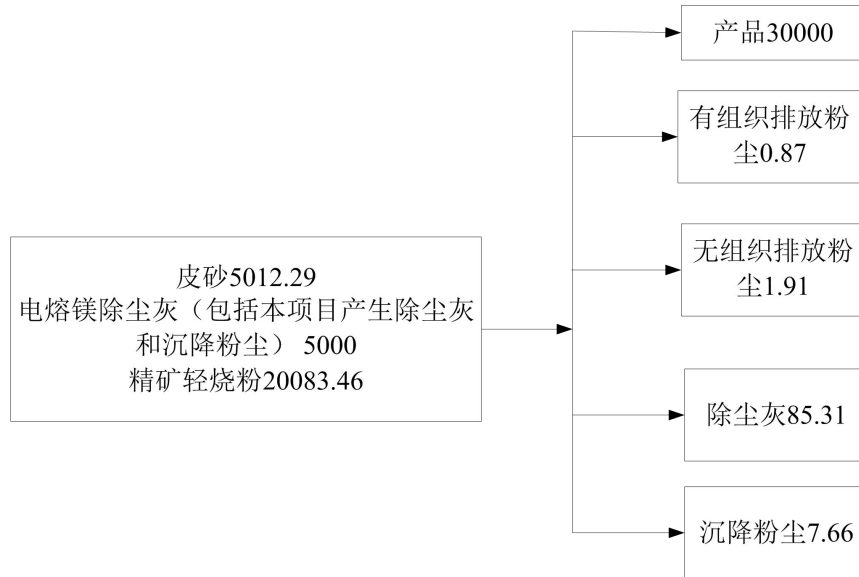 产品30000
有组织排放粉
尘0.87
无组织排放粉
尘1.91
皮砂5012.29
电熔镁除尘灰（包括本项目产生除尘灰
和沉降粉尘） 5000
精矿轻烧粉20083.46
除尘灰85.31
沉降粉尘7.66